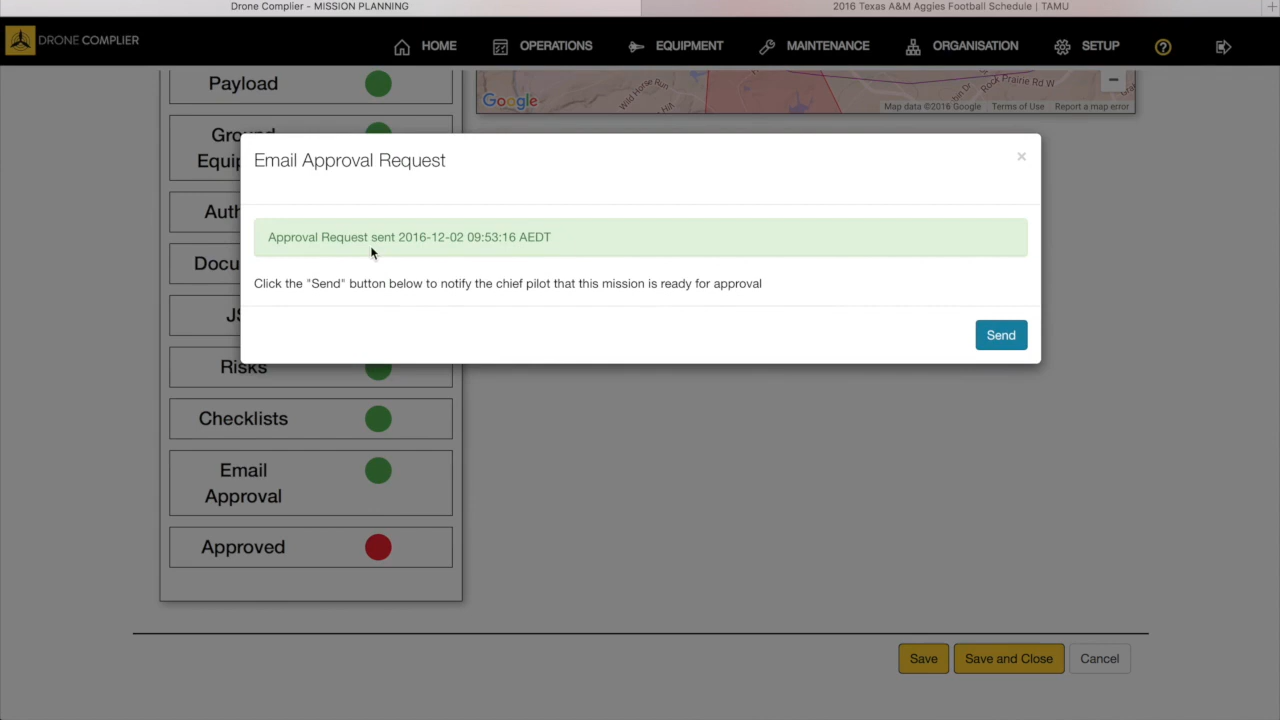 Drone Complier - MISSION PLANNING
2016 Texas A&M Aggies Football Schedule | TAMU
DRONE COMPLIER
HOME
OPERATIONS
EQUIPMENT
MAINTENANCE
ORGANISATION
SETUP
Payload
Wild Horse Run
Rock Prairie Rd W
Google
Map data ©2016 Google
Terms of Use
Report a map error
Email Approval Request
×
Approval Request sent 2016-12-02 09:53:16 AEDT
Click the "Send" button below to notify the chief pilot that this mission is ready for approval
Send
Risks
Checklists
Email
Approval
Approved
Save
Save and Close
Cancel